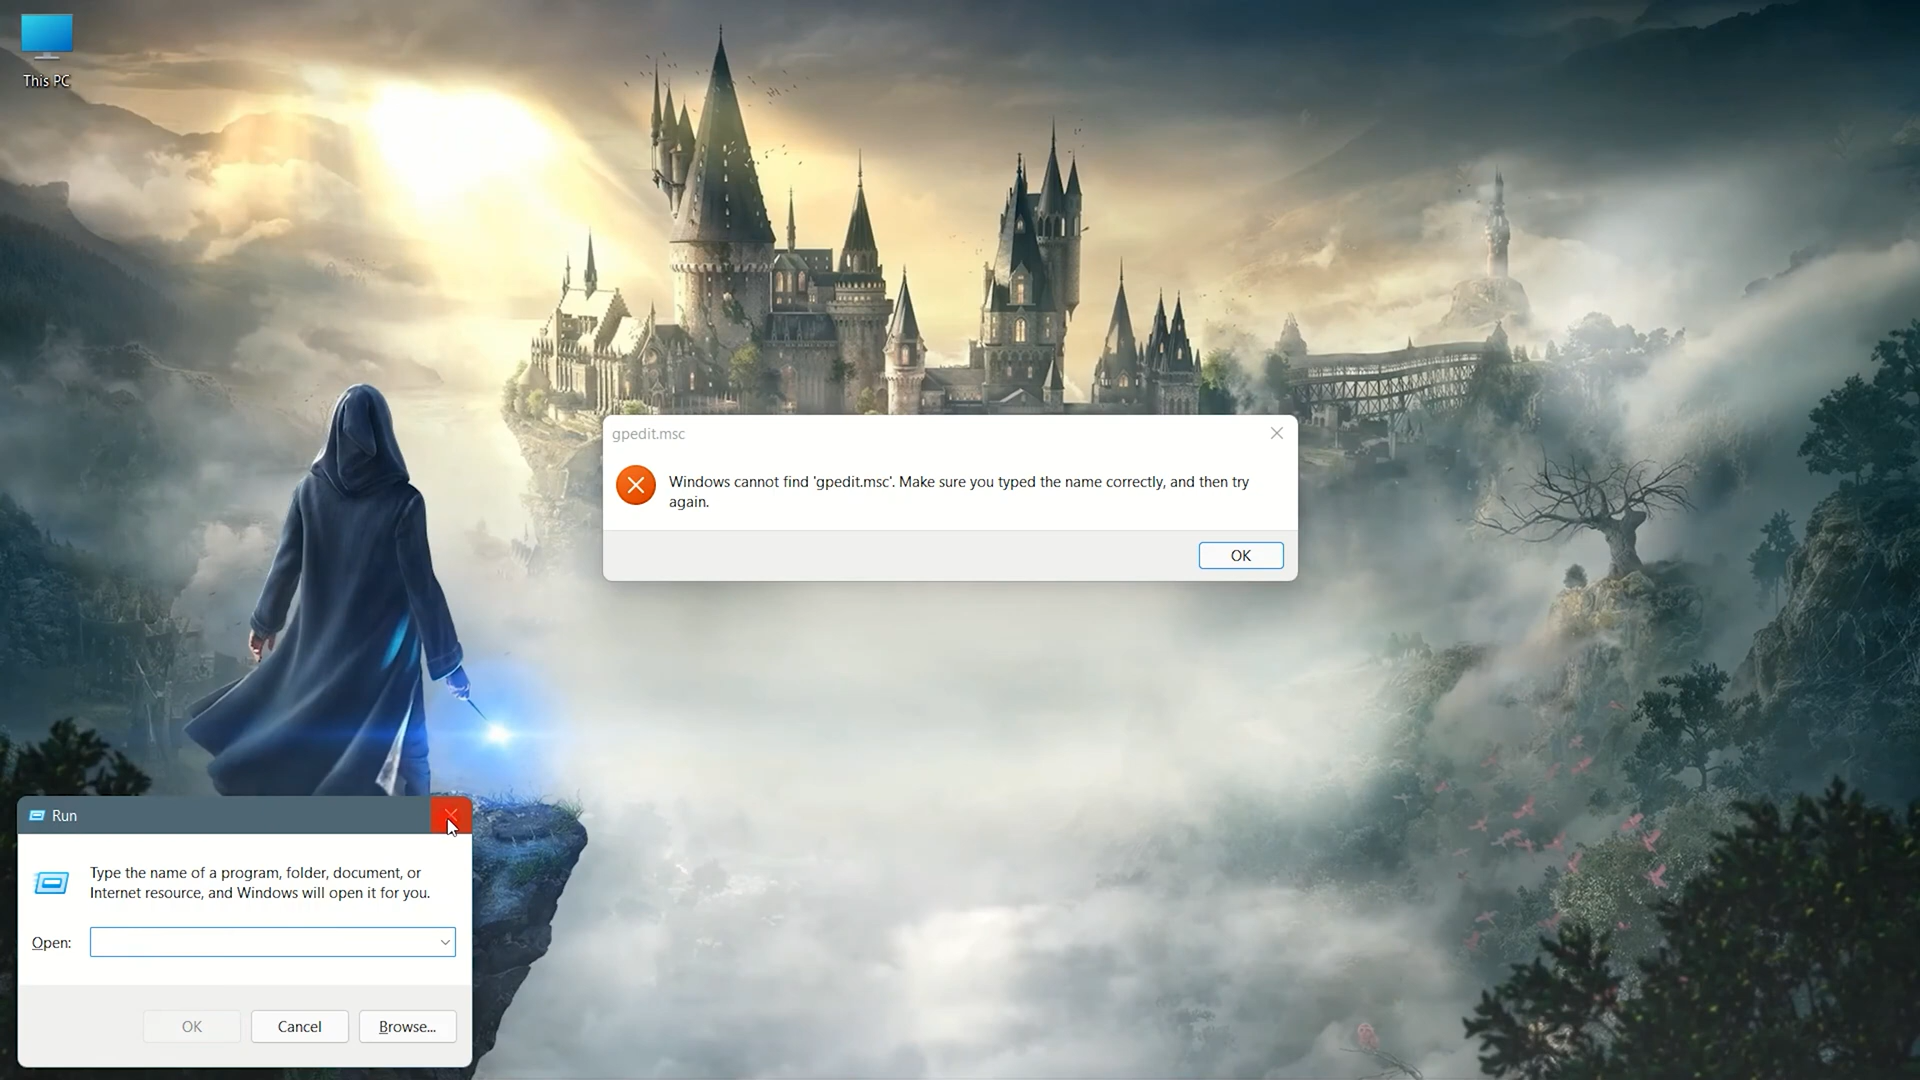 This PC
gpedit.msc
Windows cannot find 'gpedit.msc'. Make sure you typed the name correctly, and then try
again.
OK
Run
Type the name of a program, folder, document, or
Internet resource, and Windows will open it for you.
Open:
OK
Cancel
Browse...